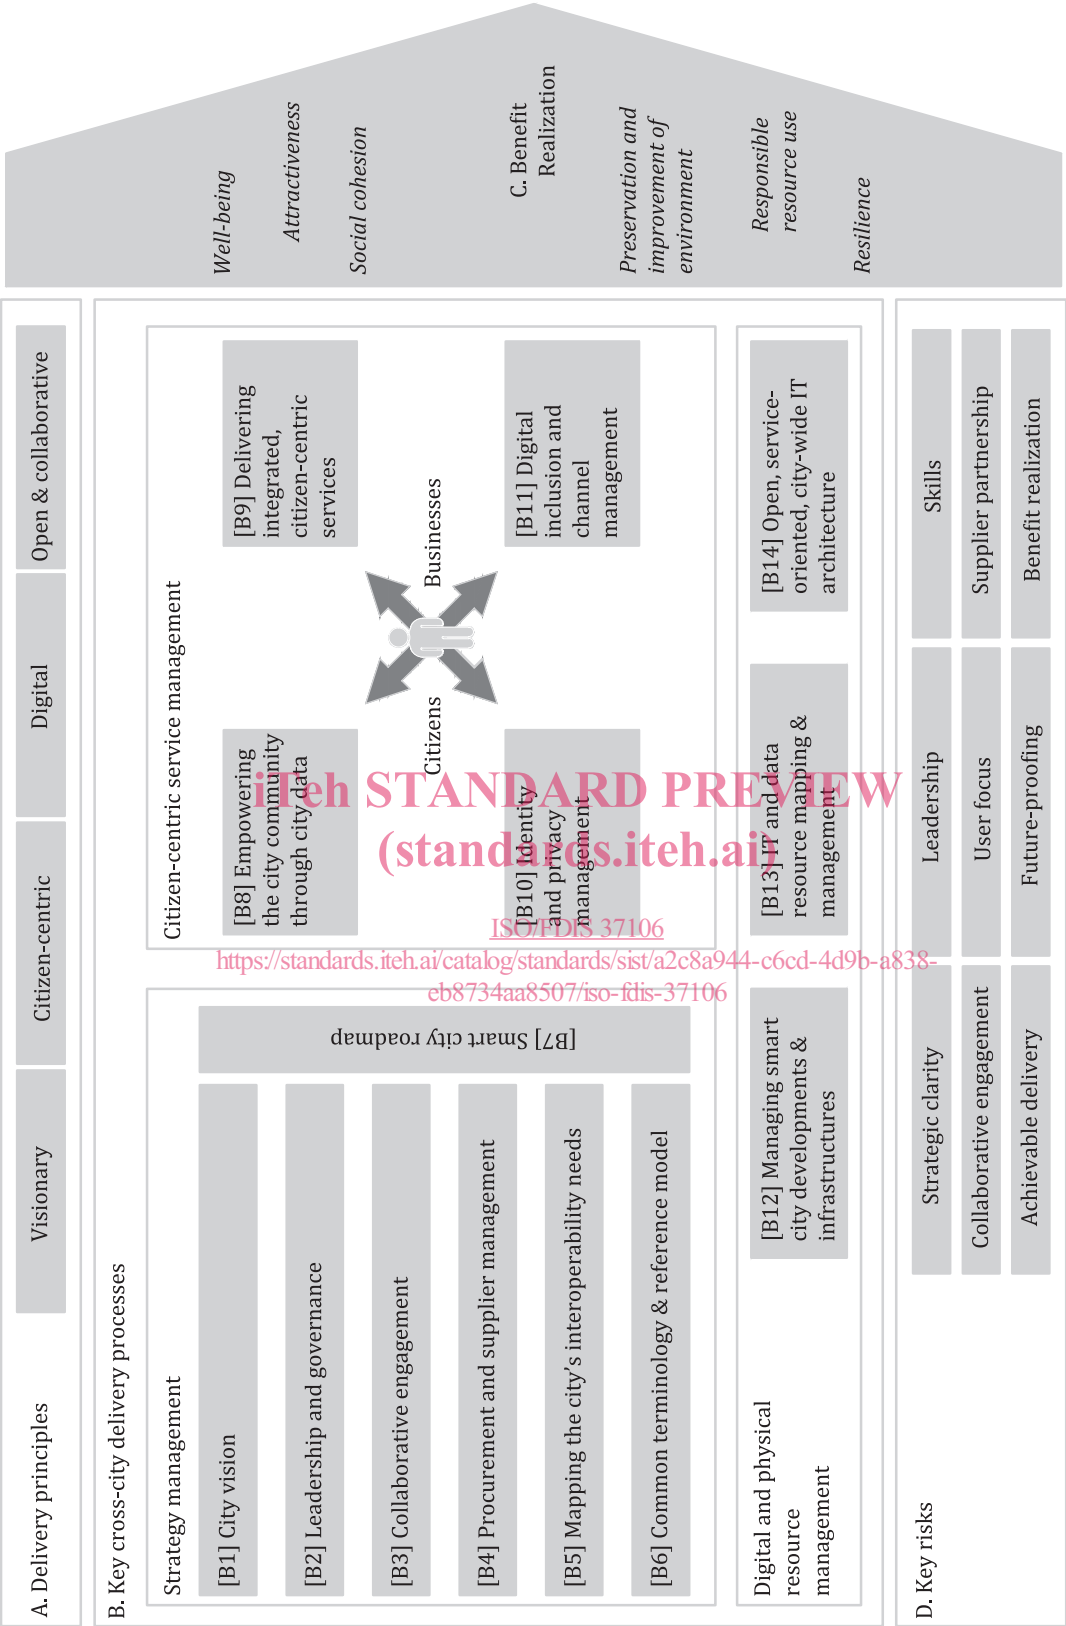 A. Delivery principles
Visionary
Citizen-centric
Digital
Open & collaborative
B. Key cross-city delivery processes
Strategy management
[B1] City vision
[B2] Leadership and governance
[B3] Collaborative engagement
[B4] Procurement and supplier management
[B5] Mapping the city’s interoperability needs
[B6] Common terminology & reference model
[B7] Smart city roadmap
Citizen-centric service management
[B8] Empowering
the city community
through city data
[B9] Delivering
integrated,
citizen-centric
services
Citizens
Businesses
[B10] Identity
and privacy
management
[B11] Digital
inclusion and
channel
management
Digital and physical
resource
management
[B12] Managing smart
city developments &
infrastructures
[B13] IT and data
resource mapping &
management
[B14] Open, service-
oriented, city-wide IT
architecture
C. Benefit
Realization
Well-being
Attractiveness
Social cohesion
Preservation and
improvement of
environment
Responsible
resource use
Resilience
D. Key risks
Strategic clarity
Leadership
Skills
Collaborative engagement
User focus
Supplier partnership
Achievable delivery
Future-proofing
Benefit realization
iTeh STANDARD PREVIEW
(standards.iteh.ai)
ISO/FDIS 37106
https://standards.iteh.ai/catalog/standards/sist/a2c8a944-c6cd-4d9b-a838-
eb8734aa8507/iso-fdis-37106